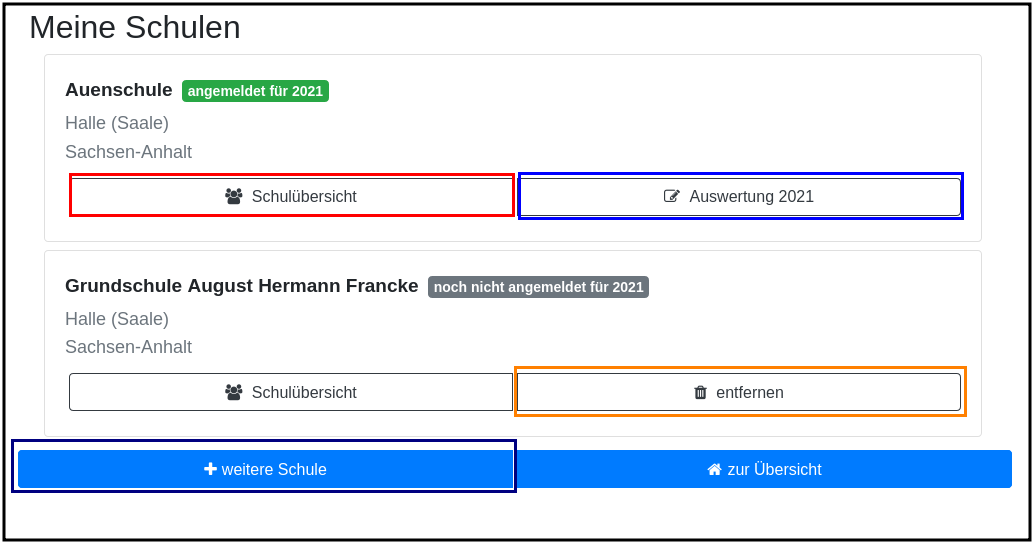 Meine Schulen
Auenschule angemeldet für 2021
Halle (Saale)
Sachsen-Anhalt
Schulübersicht Auswertung 2021
Grundschule August Hermann Francke noch nicht angemeldet für 2021
Halle (Saale)
Sachsen-Anhalt
Schulübersicht entfernen
weitere Schule zur Übersicht